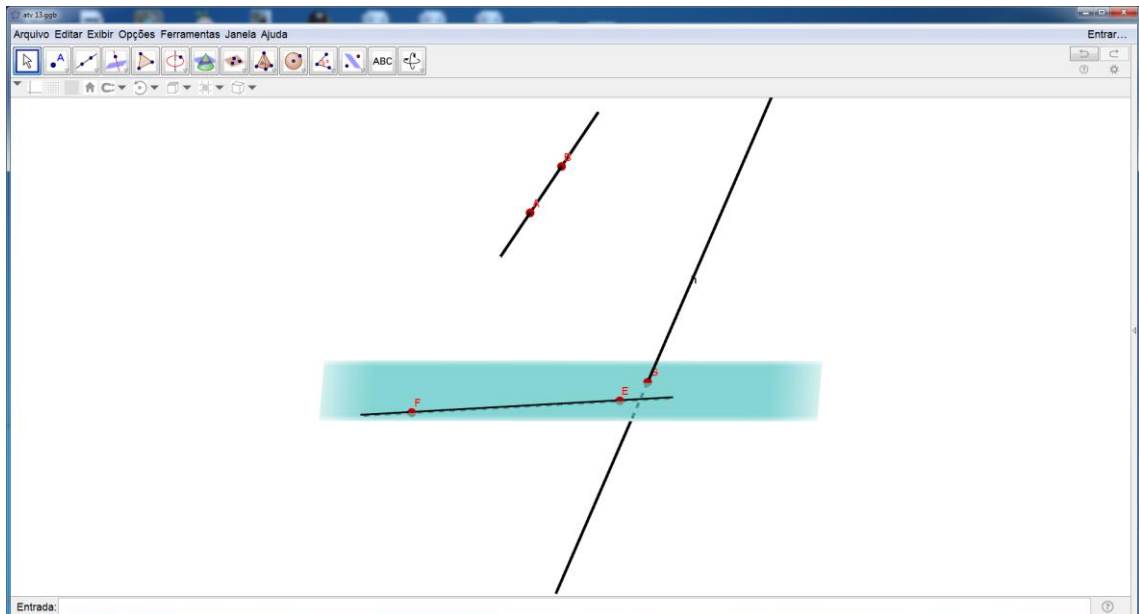 atv 13.ggb
Arquivo Editar Exibir Opções Ferramentas Janela Ajuda Entrar...
A ABC
B
A
E
F
Entrada: